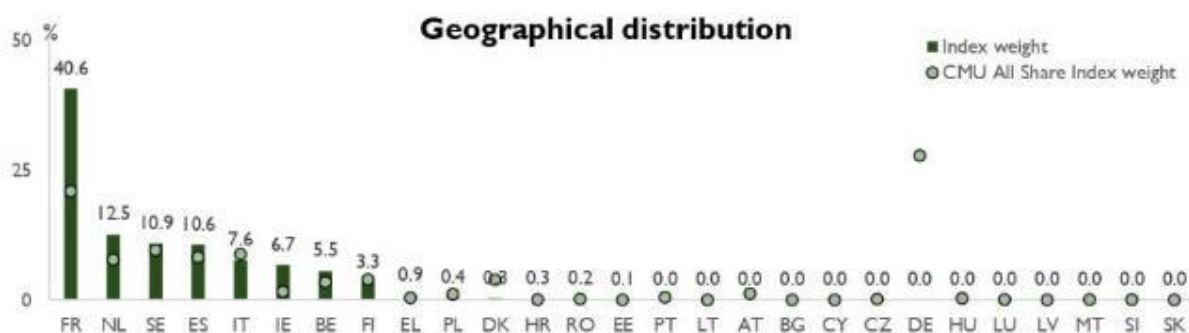 Geographical distribution
%
50
25
0
Index weight
CMU All Share Index weight
40.6 12.5 10.9 10.6 7.6 6.7 5.5 3.3 0.9 0.4 0.3 0.3 0.2 0.1 0.0 0.0 0.0 0.0 0.0 0.0 0.0 0.0 0.0 0.0 0.0 0.0 0.0
FR NL SE ES IT IE BE FI EL PL DK HR RO EE PT LT AT BG CY CZ DE HU LU LV MT SI SK